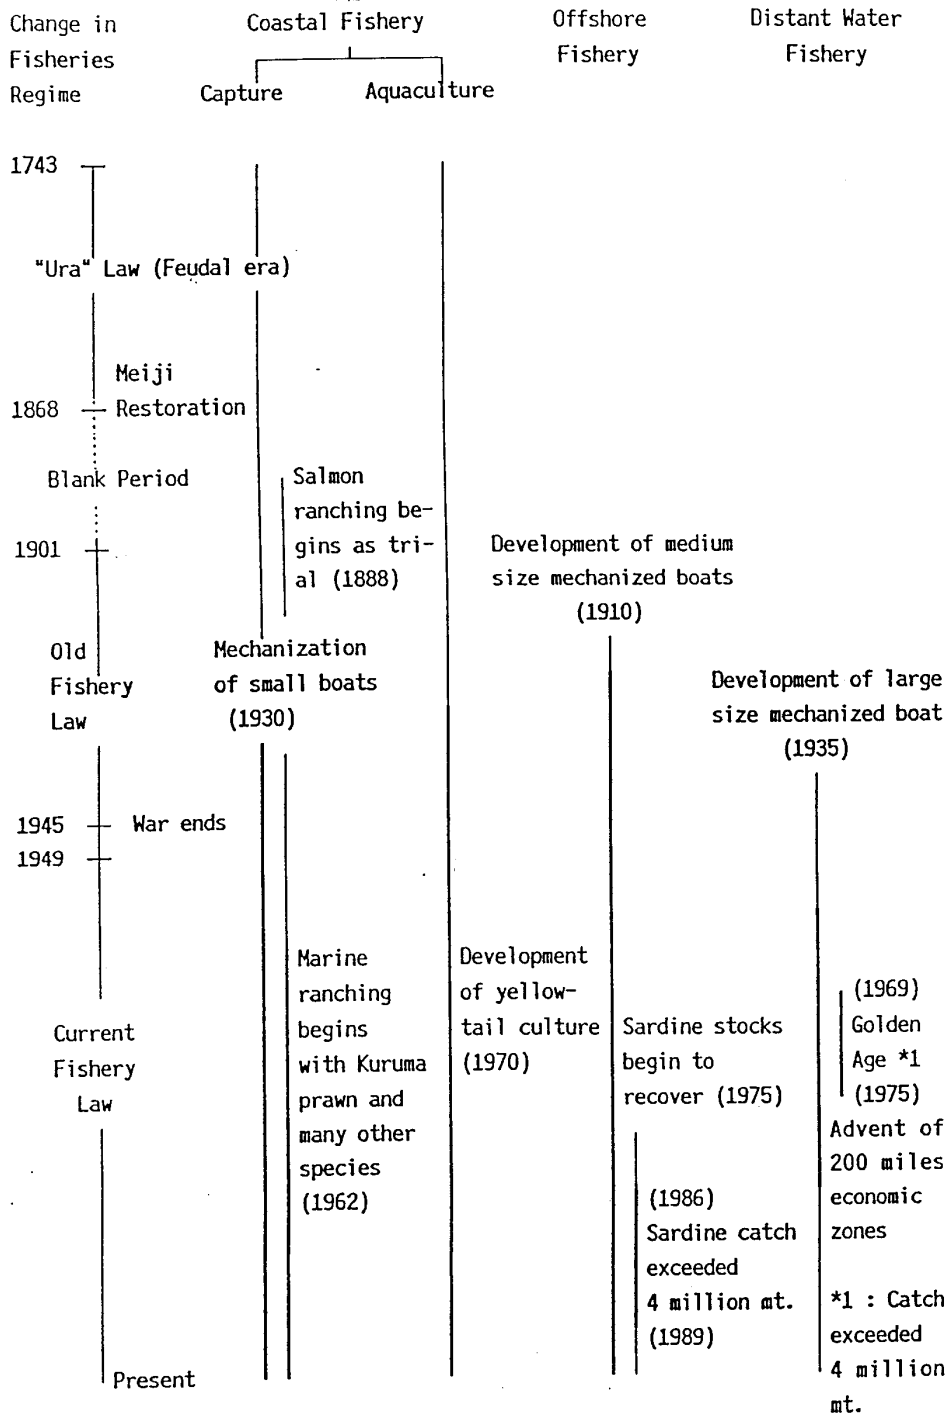 Change in
Fisheries
Regime
Coastal Fishery
Capture
Aquaculture
Offshore
Fishery
Distant Water
Fishery
1743
"Ura" Law (Feudal era)
Meiji
1868
Restoration
Blank Period
1901
Old
Fishery
Law
1945
War ends
1949
Current
Fishery
Law
Present
Salmon
ranching be-
gins as tri-
al (1888)
Mechanization
of small boats
(1930)
Marine
ranching
begins
with Kuruma
prawn and
many other
species
(1962)
Development
of yellow-
tail culture
(1970)
Development of medium
size mechanized boats
(1910)
Sardine stocks
begin to
recover (1975)
(1986)
Sardine catch
exceeded
4 million mt.
(1989)
Development of large
size mechanized boat
(1935)
(1969)
Golden
Age *1
(1975)
Advent of
200 miles
economic
zones
*1 : Catch
exceeded
4 million
mt.